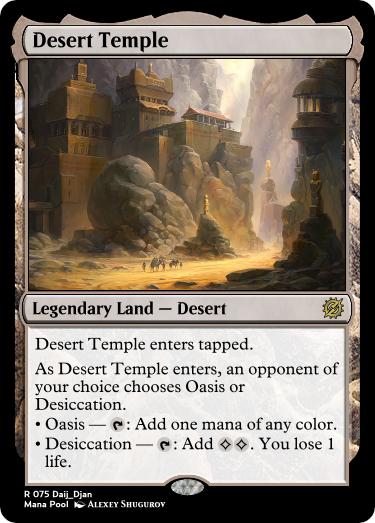 Desert Temple
Legendary Land — Desert
Desert Temple enters tapped.
As Desert Temple enters, an opponent of
your choice chooses Oasis or
Desiccation.
• Oasis — : Add one mana of any color.
• Desiccation — : Add . You lose 1
life.
R 075 Daij_Djan
Mana Pool Alexey Shugurov